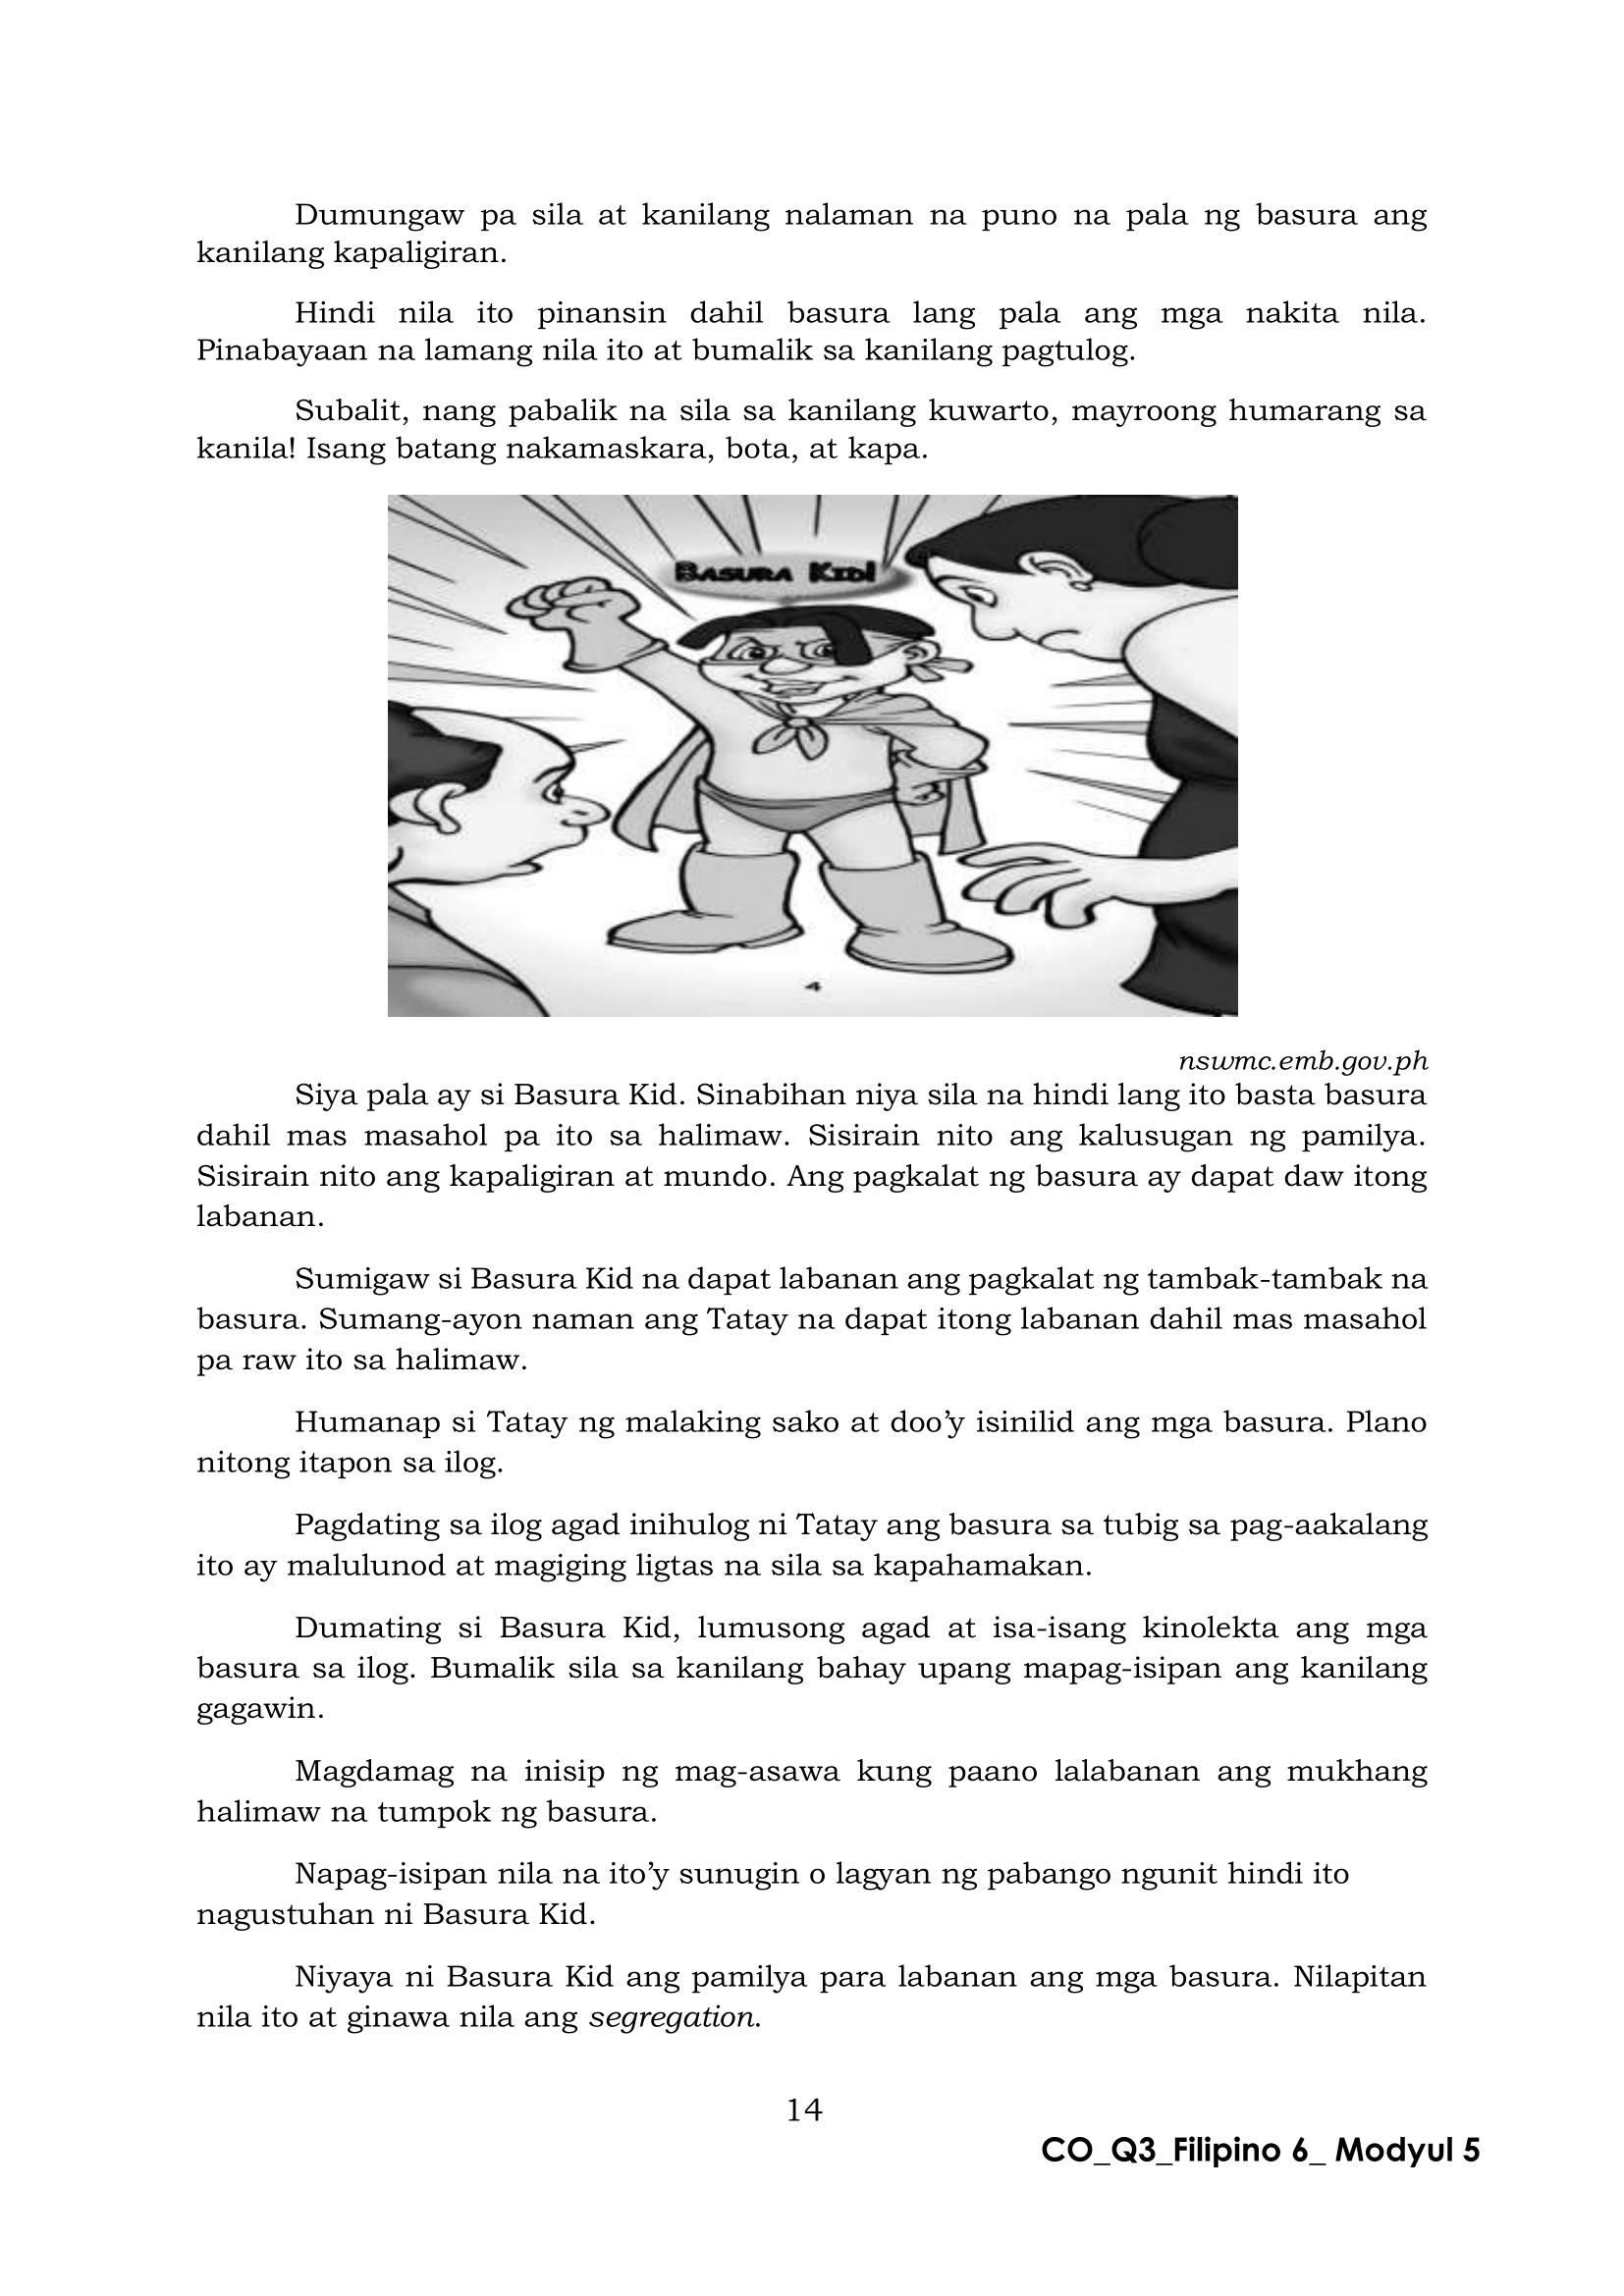 Dumungaw pa sila at kanilang nalaman na puno na pala ng basura ang
kanilang kapaligiran.
Hindi nila ito pinansin dahil basura lang pala ang mga nakita nila.
Pinabayaan na lamang nila ito at bumalik sa kanilang pagtulog.
Subalit, nang pabalik na sila sa kanilang kuwarto, mayroong humarang sa
kanila! Isang batang nakamaskara, bota, at kapa.
BASURA KID!
4
nswmc.emb.gov.ph
Siya pala ay si Basura Kid. Sinabihan niya sila na hindi lang ito basta basura
dahil mas masahol pa ito sa halimaw. Sisirain nito ang kalusugan ng pamilya.
Sisirain nito ang kapaligiran at mundo. Ang pagkalat ng basura ay dapat daw itong
labanan.
Sumigaw si Basura Kid na dapat labanan ang pagkalat ng tambak-tambak na
basura. Sumang-ayon naman ang Tatay na dapat itong labanan dahil mas masahol
pa raw ito sa halimaw.
Humanap si Tatay ng malaking sako at doo’y isinilid ang mga basura. Plano
nitong itapon sa ilog.
Pagdating sa ilog agad inihulog ni Tatay ang basura sa tubig sa pag-aakalang
ito ay malulunod at magiging ligtas na sila sa kapahamakan.
Dumating si Basura Kid, lumusong agad at isa-isang kinolekta ang mga
basura sa ilog. Bumalik sila sa kanilang bahay upang mapag-isipan ang kanilang
gagawin.
Magdamag na inisip ng mag-asawa kung paano lalabanan ang mukhang
halimaw na tumpok ng basura.
Napag-isipan nila na ito’y sunugin o lagyan ng pabango ngunit hindi ito
nagustuhan ni Basura Kid.
Niyaya ni Basura Kid ang pamilya para labanan ang mga basura. Nilapitan
nila ito at ginawa nila ang segregation.
14
CO_Q3_Filipino 6_ Modyul 5